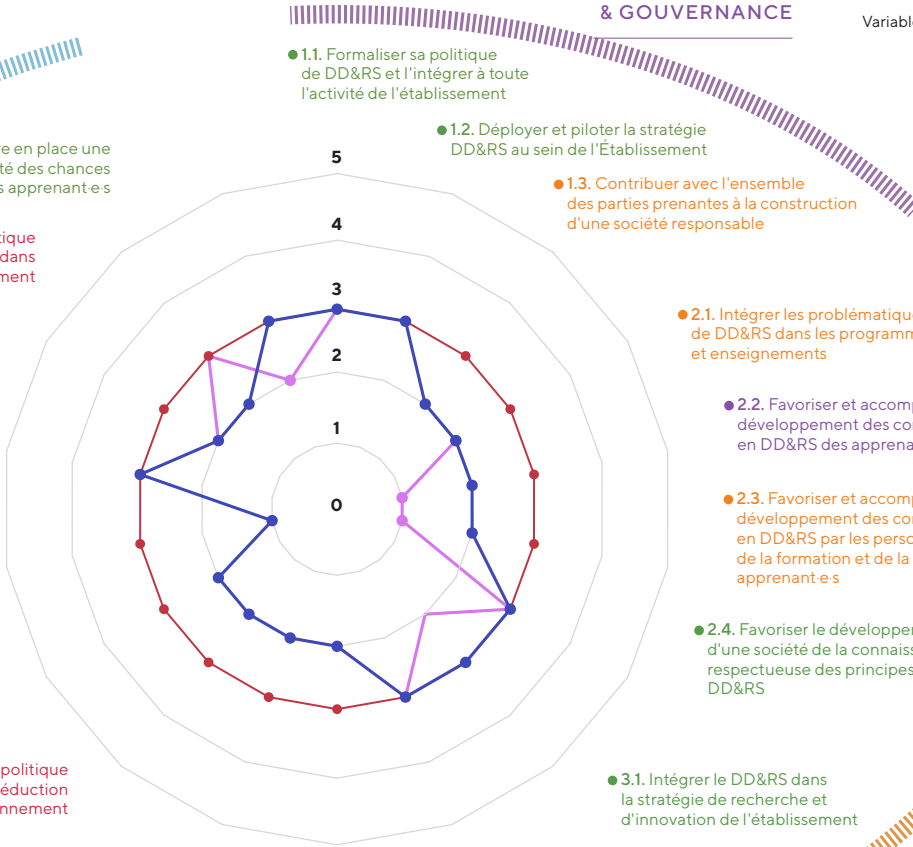 & GOUVERNANCE
Variable
1.1. Formaliser sa politique
de DD&RS et l'intégrer à toute
l'activité de l'établissement
1.2. Déployer et piloter la stratégie
DD&RS au sein de l'Établissement
1.3. Contribuer avec l'ensemble
des parties prenantes à la construction
d'une société responsable
re en place une
té des chances
s apprenant·e·s
tique
dans
ment
5
4
3
2
1
0
2.1. Intégrer les problématique
de DD&RS dans les programm
et enseignements
2.2. Favoriser et accomp
développement des co
en DD&RS des apprena
2.3. Favoriser et accomp
développement des co
en DD&RS par les perso
de la formation et de la
apprenant·e·s
2.4. Favoriser le développe
d'une société de la connaiss
respectueuse des principes
DD&RS
politique
éduction
nnement
3.1. Intégrer le DD&RS dans
la stratégie de recherche et
d'innovation de l'établissement